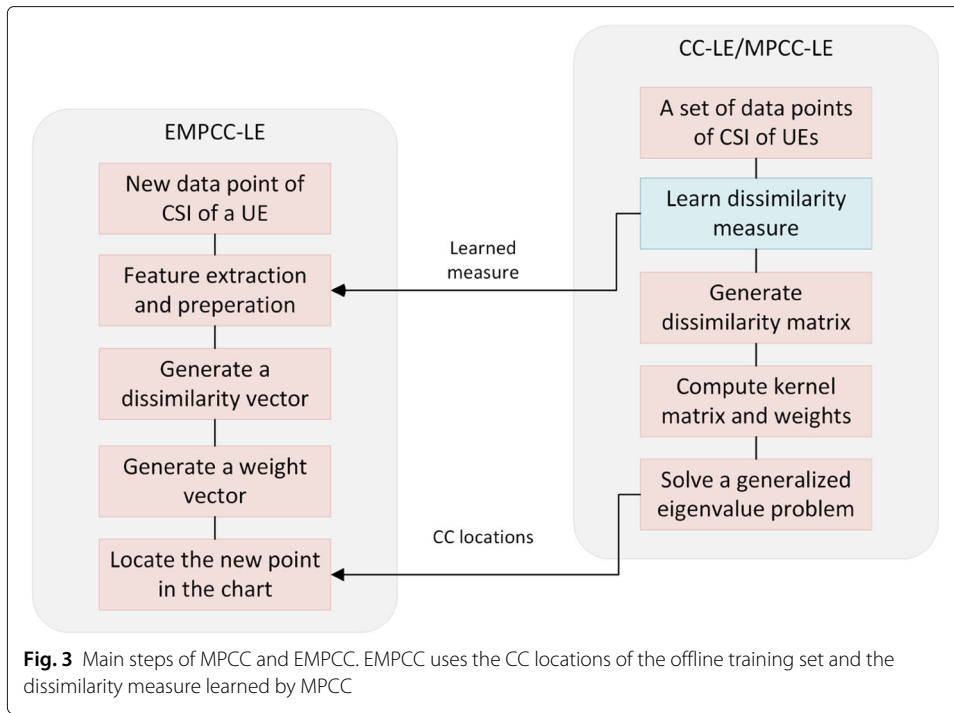 EMPCC-LE
New data point of
CSI of a UE
Feature extraction
and preperation
Generate a
dissimilarity vector
Generate a weight
vector
Locate the new point
in the chart
Learned
measure
CC locations
CC-LE/MPCC-LE
A set of data points
of CSI of UEs
Learn dissimilarity
measure
Generate
dissimilarity matrix
Compute kernel
matrix and weights
Solve a generalized
eigenvalue problem
Fig. 3 Main steps of MPCC and EMPCC. EMPCC uses the CC locations of the offline training set and the
dissimilarity measure learned by MPCC